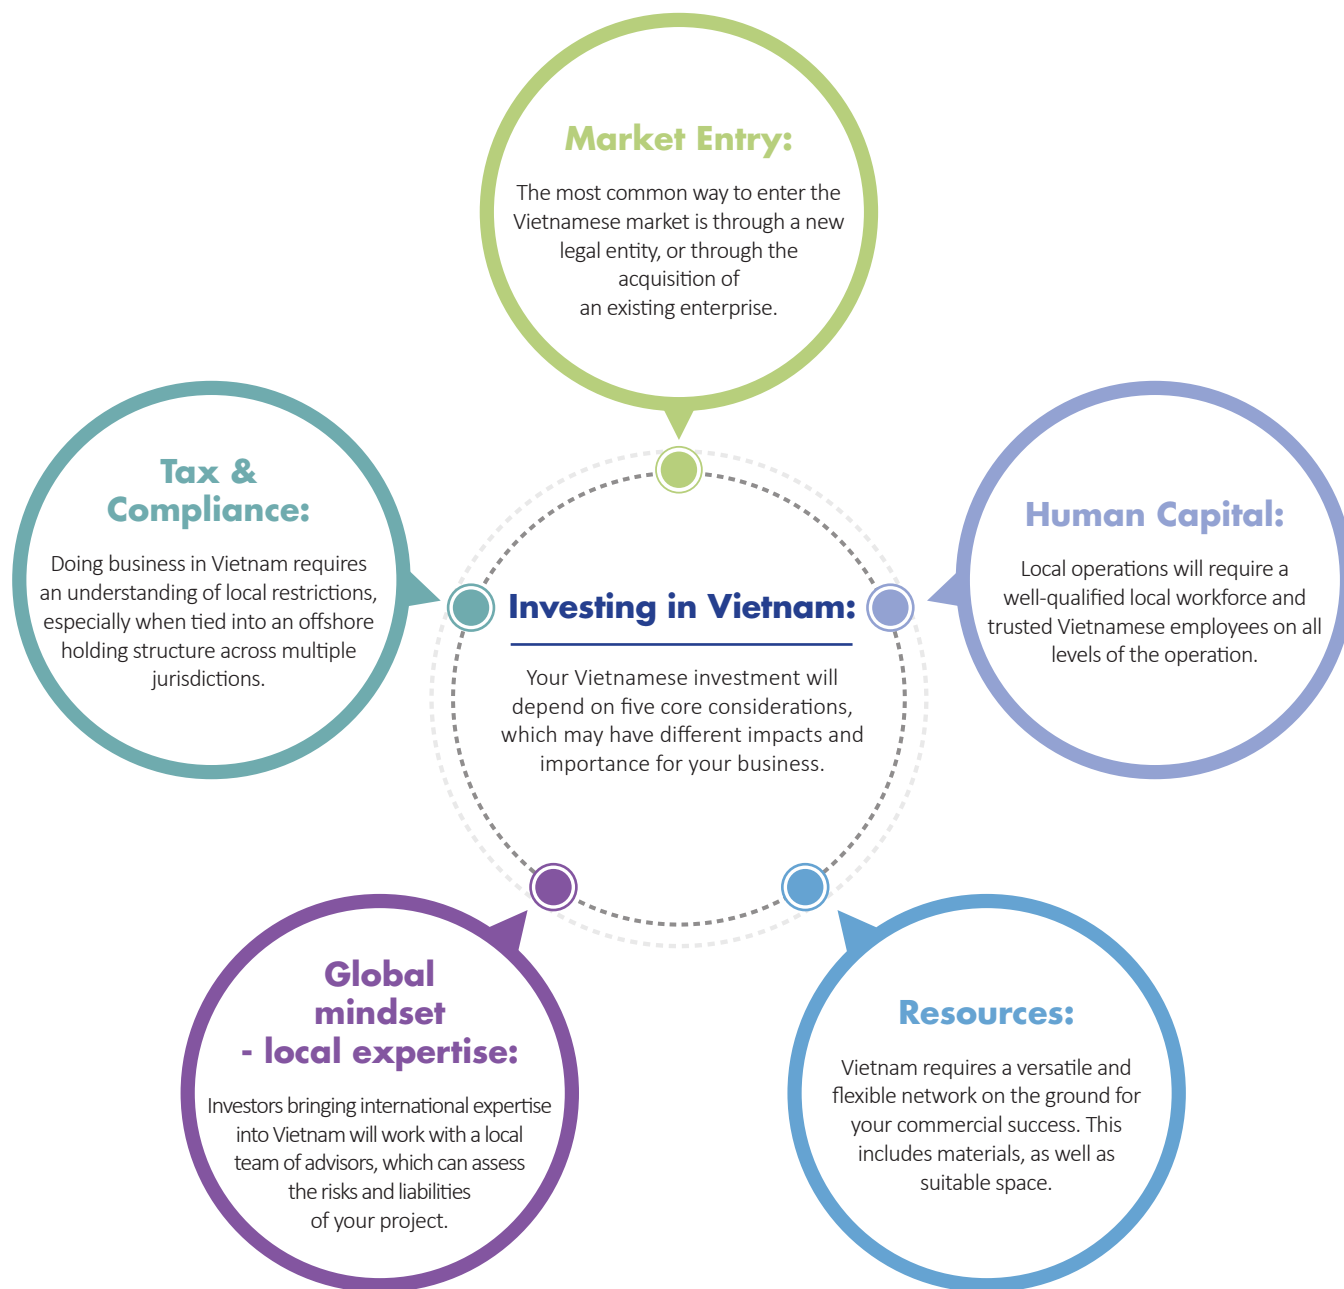 Market Entry:
The most common way to enter the
Vietnamese market is through a new
legal entity, or through the
acquisition of
an existing enterprise.
Tax &
Compliance:
Doing business in Vietnam requires
an understanding of local restrictions,
especially when tied into an offshore
holding structure across multiple
jurisdictions.
Investing in Vietnam:
Your Vietnamese investment will
depend on five core considerations,
which may have different impacts and
importance for your business.
Human Capital:
Local operations will require a
well-qualified local workforce and
trusted Vietnamese employees on all
levels of the operation.
Global
mindset
- local expertise:
Investors bringing international expertise
into Vietnam will work with a local
team of advisors, which can assess
the risks and liabilities
of your project.
Resources:
Vietnam requires a versatile and
flexible network on the ground for
your commercial success. This
includes materials, as well as
suitable space.